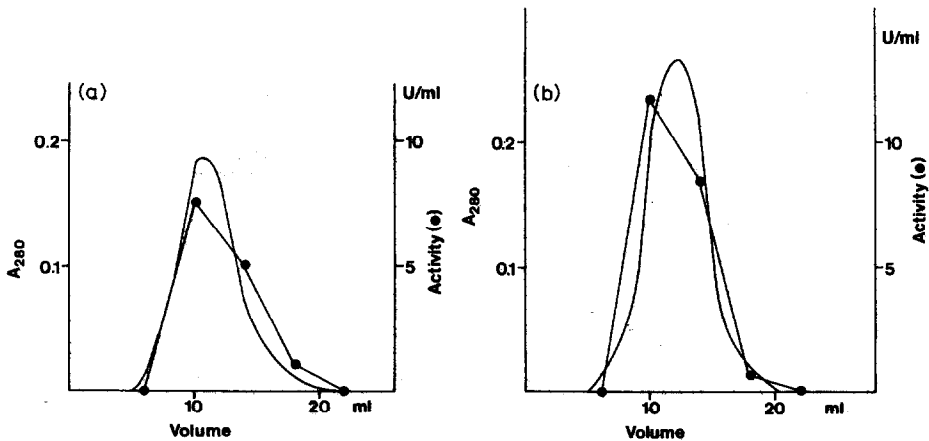 (a)
U/ml
0.2
10
A280
0.1
5
Activity (●)
10
20
ml
Volume
(b)
U/ml
0.2
10
A280
0.1
5
Activity (●)
10
20
ml
Volume